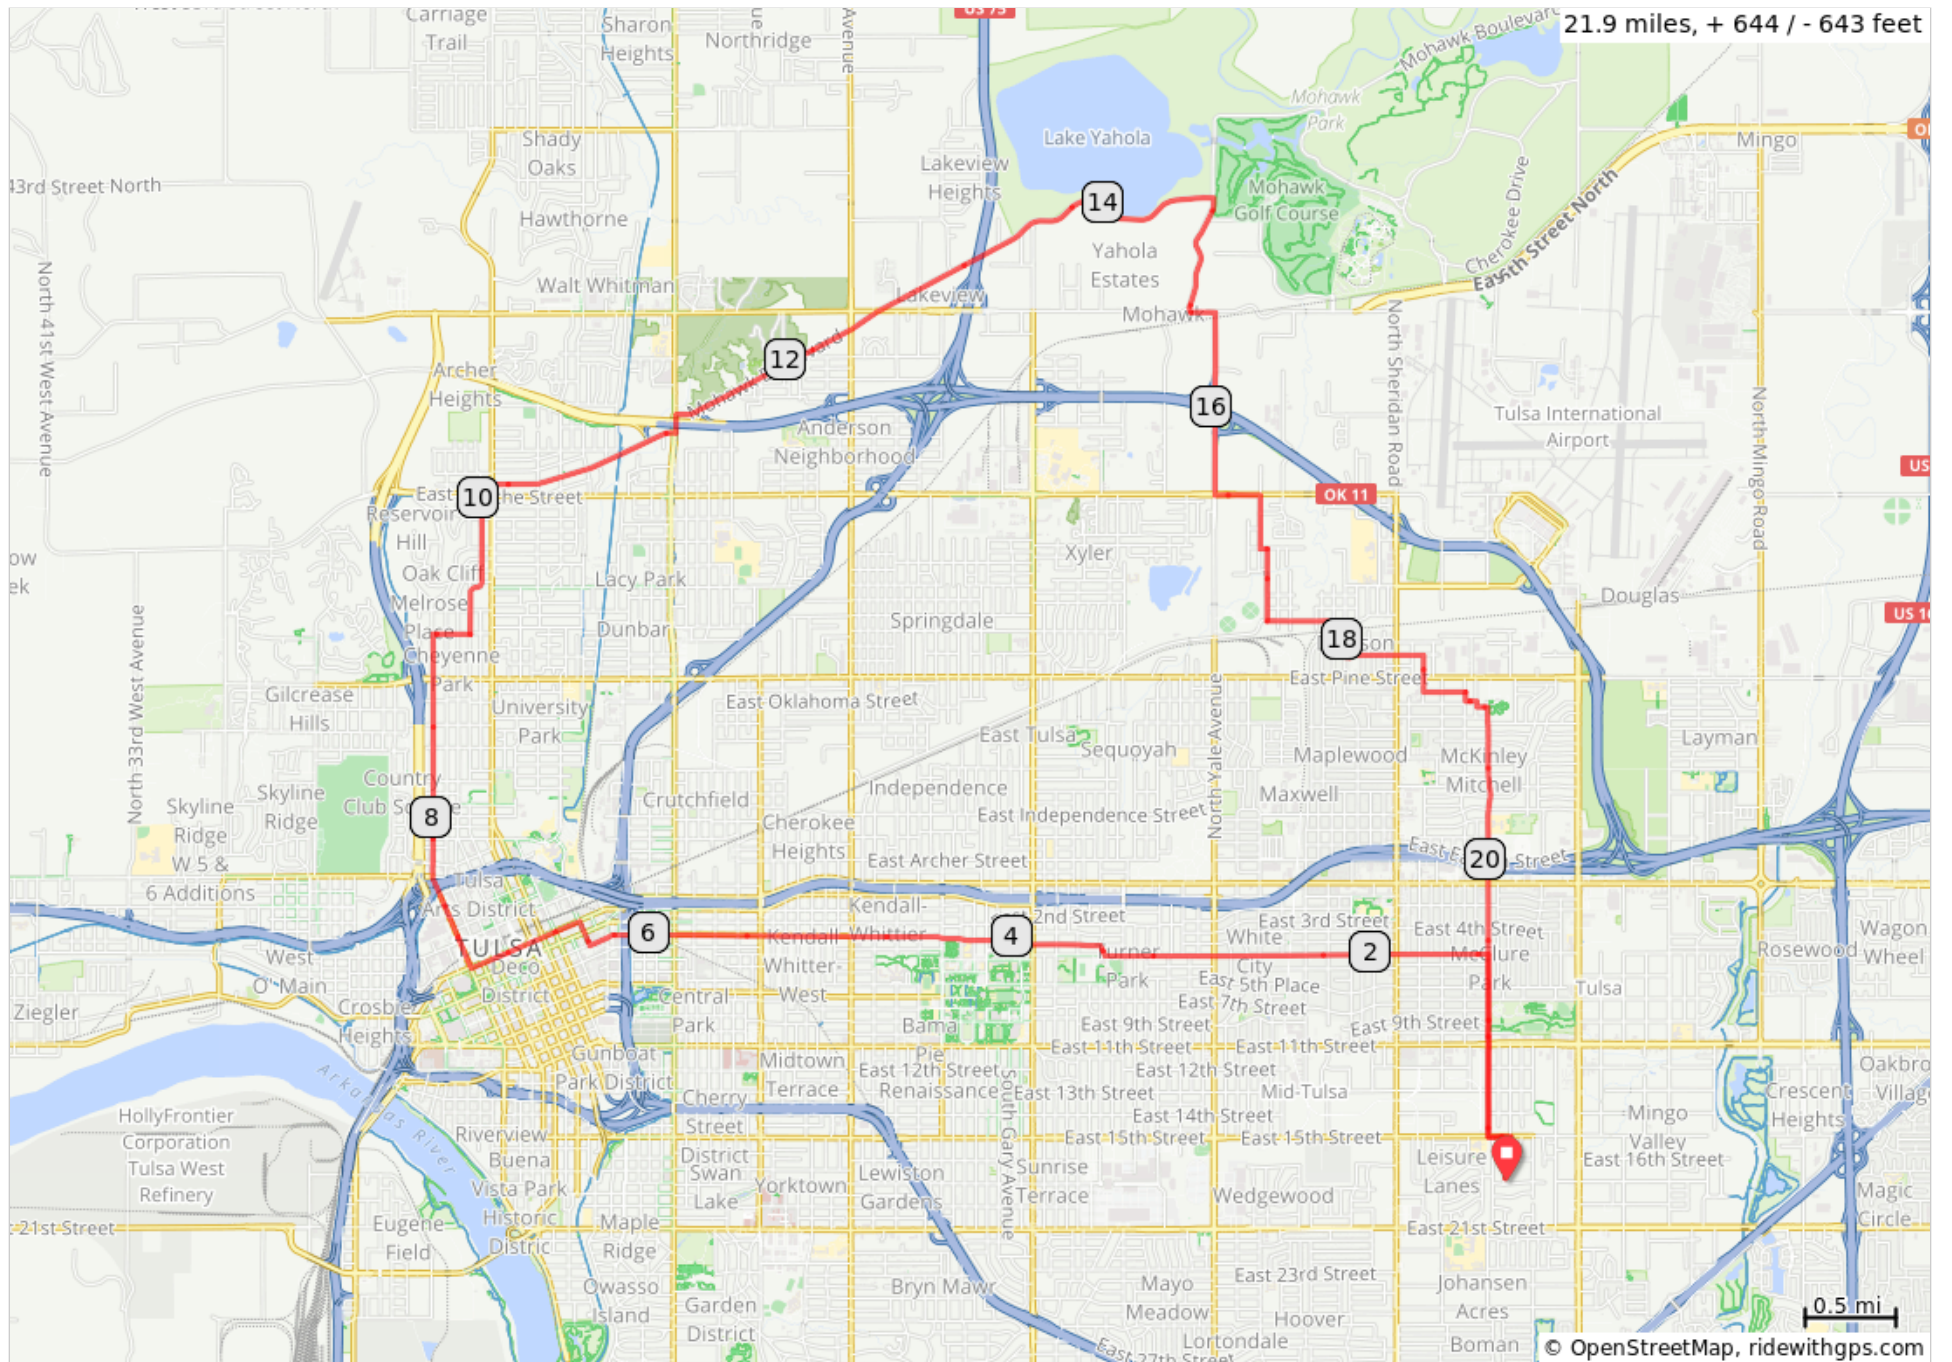 Carriage
Trail
Sharon
Heights
Northridge
Avenue
US 75
Mohawk Boulevard
21.9 miles, + 644 / - 643 feet
Shady
Oaks
Lake Yahola
Mohawk
Park
Mingo
43rd Street North
Lakeview
Heights
14
Mohawk
Golf Course
Cherokee Drive
Hawthorne
Yahola
Estates
North 41st West Avenue
Walt Whitman
Lakeview
Mohawk
North Sheridan Road
12
Archer
Heights
16
Tulsa International
Airport
North Mingo Road
Anderson
Neighborhood
US
10
OK 11
Reservoir
Hill
Xyler
Oak Cliff
Lacy Park
Douglas
Melrose
Place
Springdale
US 16
North 33rd West Avenue
Dunbar
18
Cheyenne
Park
East Pine Street
Gilcrease
Hills
University
Park
East Oklahoma Street
North Yale Avenue
East Tulsa
Sequoyah
Maplewood
McKinley
Mitchell
Layman
Country
Skyline
Ridge
Skyline
Ridge
W 5 &
6 Additions
8
Crutchfield
Independence
East Independence Street
Maxwell
Cherokee
Heights
East Archer Street
20
Street
Tulsa
Arts District
TULSA
6
Kendall-
Whittier
4
2nd Street
East 3rd Street
White
City
2
East 4th Street
McClure
Park
Rosewood
Wagon
Wheel
West
O' Main
Deco
District
Kendall
Whitter-
West
Park
East 5th Place
East 7th Street
Tulsa
Ziegler
Crosbie
Heights
Central
Park
Bama
Pie
East 9th Street
East 9th Street
East 11th Street
East 11th Street
Gunboat
Park District
Midtown
Terrace
East 12th Street
Renaissance
East 12th Street
East 13th Street
Mid-Tulsa
Crescent
Heights
Arkansas River
HollyFrontier
Corporation
Tulsa West
Refinery
Cherry
Street
South Gary Avenue
East 14th Street
East 15th Street
East 15th Street
Mingo
Valley
East 16th Street
Riverview
Buena
Vista Park
District
Swan
Lake
Yorktown
Lewiston
Gardens
Sunrise
Terrace
Wedgewood
Leisure
Lanes
Magic
Circle
21st Street
Eugene
Field
Historic
Maple
Ridge
East 21st Street
Owasso
Island
Bryn Mawr
Mayo
Meadow
East 23rd Street
Johansen
Acres
0.5 mi
Garden
District
Hoover
Lortondale
East 27th Street
Boman
© OpenStreetMap, ridewithgps.com